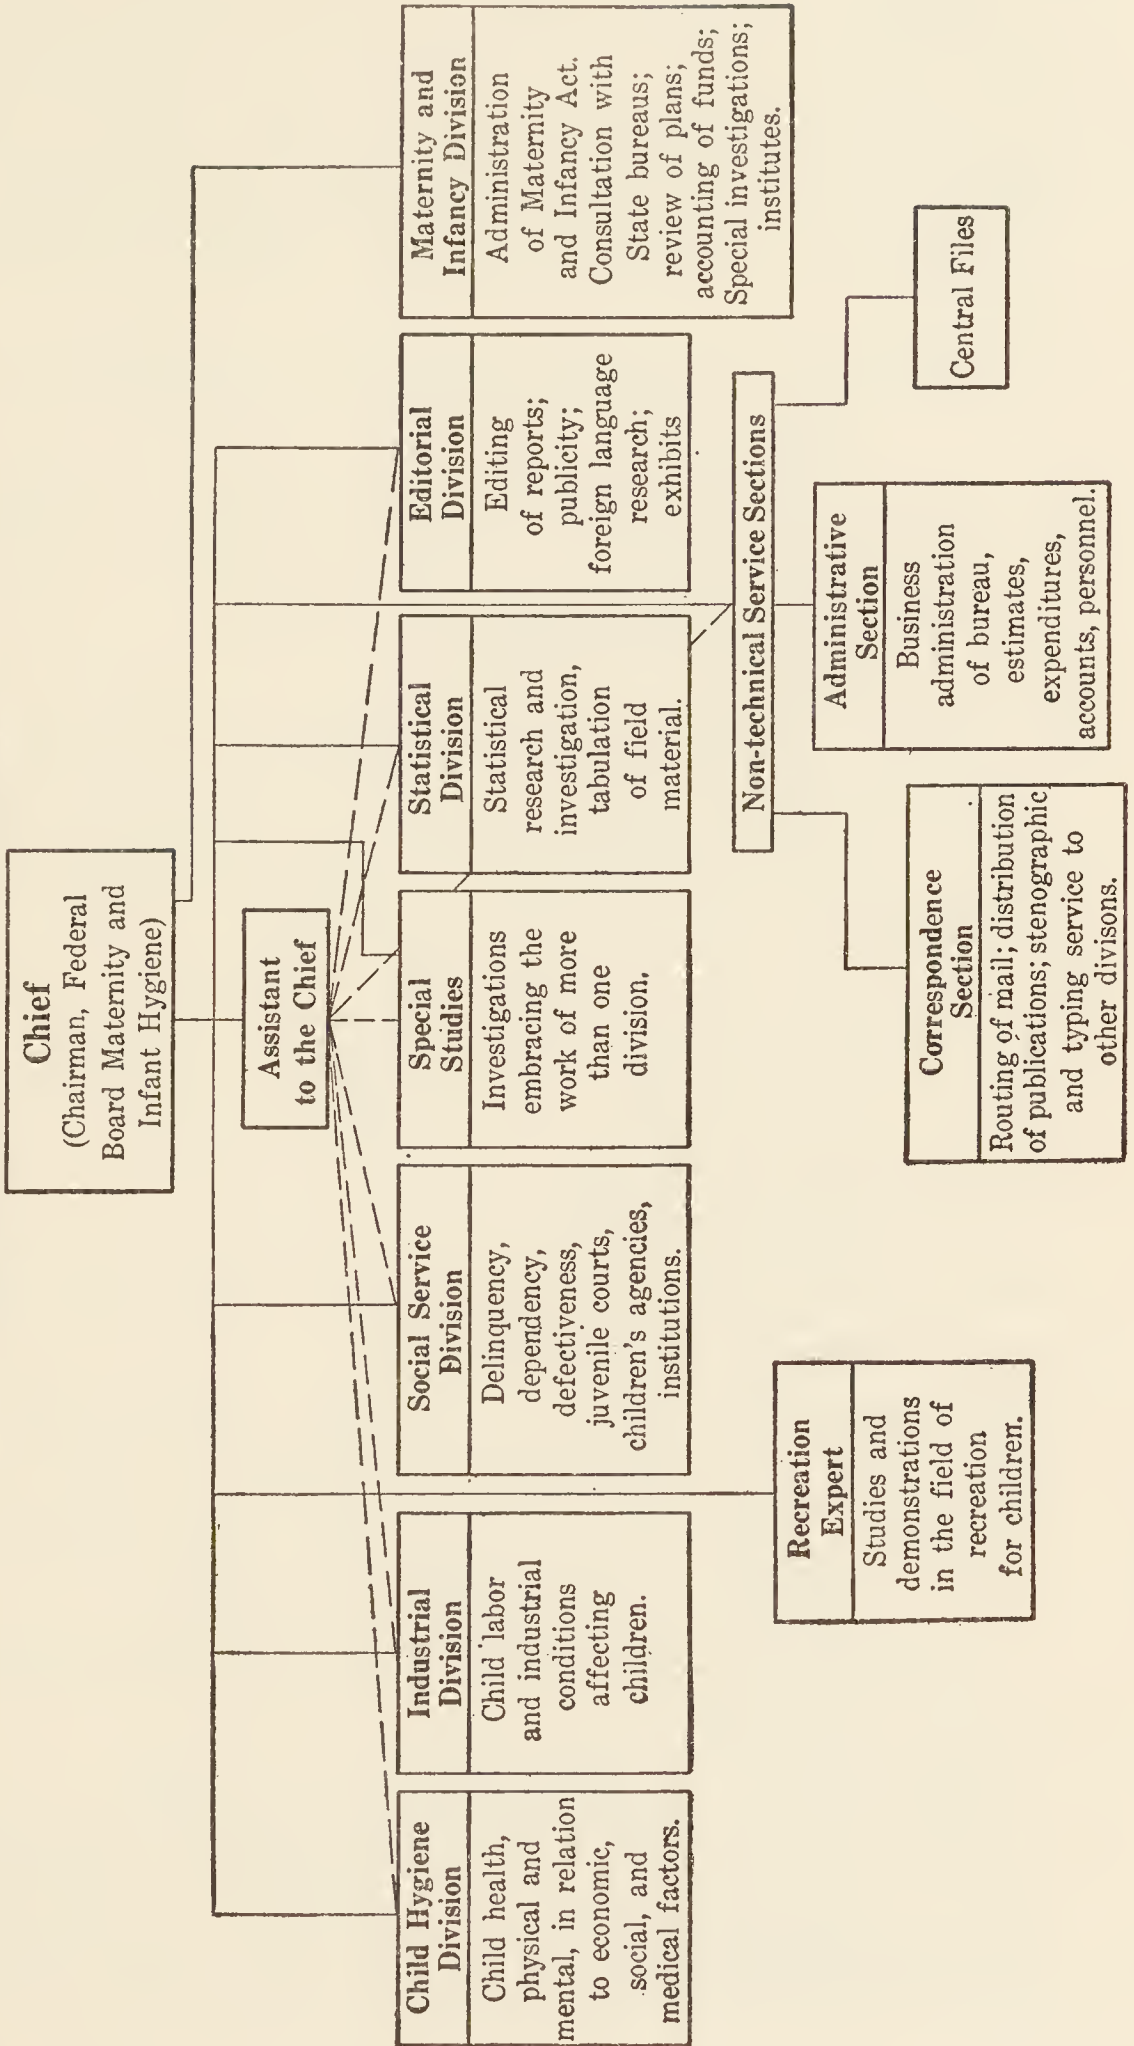 Chief
(Chairman, Federal
Board Maternity and
Infant Hygiene)
Assistant
to the Chief
Child Hygiene
Division
Child health,
physical and
mental, in relation
to economic,
social, and
medical factors.
Industrial
Division
Child labor
and industrial
conditions
affecting
children.
Social Service
Division
Delinquency,
dependency,
defectiveness,
juvenile courts,
children's agencies,
institutions.
Special
Studies
Investigations
embracing the
work of more
than one
division.
Statistical
Division
Statistical
research and
investigation,
tabulation
of field
material.
Editorial
Division
Editing
of reports;
publicity;
foreign language
research;
exhibits
Maternity and
Infancy Division
Administration
of Maternity
and Infancy Act.
Consultation with
State bureaus;
review of plans;
accounting of funds;
Special investigations;
institutes.
Recreation
Expert
Studies and
demonstrations
in the field of
recreation
for children.
Non-technical Service Sections
Correspondence
Section
Routing of mail; distribution
of publications; stenographic
and typing service to
other divisons.
Administrative
Section
Business
administration
of bureau,
estimates,
expenditures,
accounts, personnel.
Central Files